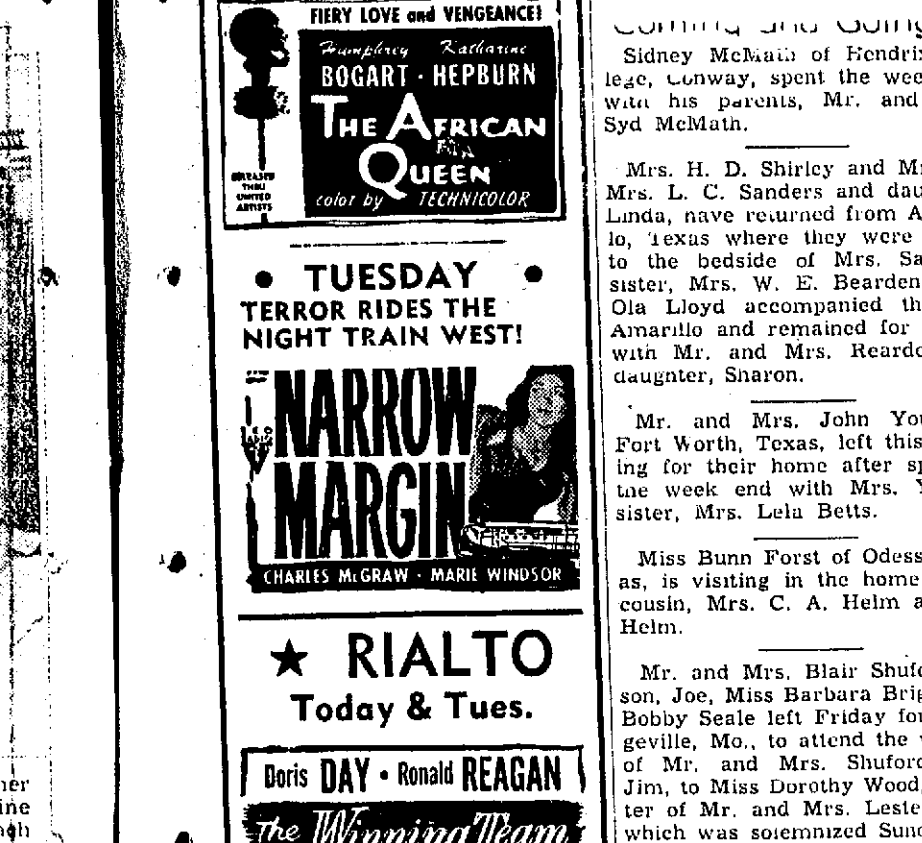 FIERY LOVE and VENGEANCE!
Humphrey Katharine
BOGART · HEPBURN
THE AFRICAN
QUEEN
color by TECHNICOLOR
RELEASED
THRU
UNITED
ARTISTS
• TUESDAY •
TERROR RIDES THE
NIGHT TRAIN WEST!
NARROW
MARGIN
CHARLES McGRAW · MARIE WINDSOR
★ RIALTO
Today & Tues.
Doris DAY • Ronald REAGAN
The Winning Team
Coming and Going
Sidney McMath of Hendri
lege, Conway, spent the wee
with his parents, Mr. and
Syd McMath.
Mrs. H. D. Shirley and M
Mrs. L. C. Sanders and dau
Linda, nave returned from A
lo, Texas where they were
to the bedside of Mrs. Sa
sister, Mrs. W. E. Bearden
Ola Lloyd accompanied th
Amarillo and remained for
with Mr. and Mrs. Reardo
daugnter, Sharon.
Mr. and Mrs. John You
Fort Worth, Texas, left this
ing for their home after sp
tne week end with Mrs. Y
sister, Mrs. Lela Betts.
Miss Bunn Forst of Odess
as, is visiting in the home
cousin, Mrs. C. A. Helm a
Helm.
Mr. and Mrs. Blair Shufo
son, Joe, Miss Barbara Brig
Bobby Seale left Friday for
geville, Mo., to attend the
of Mr. and Mrs. Shuford
Jim, to Miss Dorothy Wood,
ter of Mr. and Mrs. Leste
which was solemnized Sund